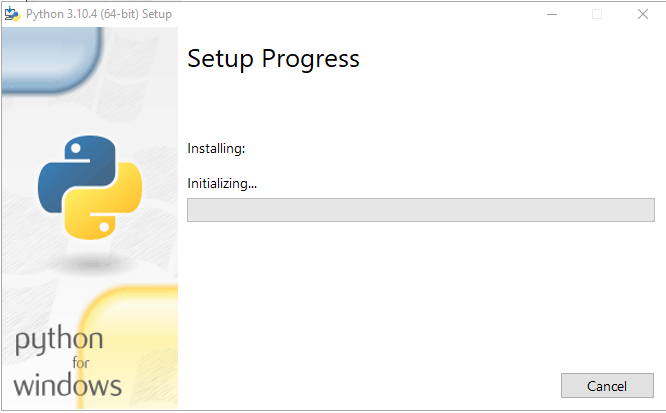 Python 3.10.4 (64-bit) Setup
Setup Progress
Installing:
Initializing...
python
for
windows
Cancel